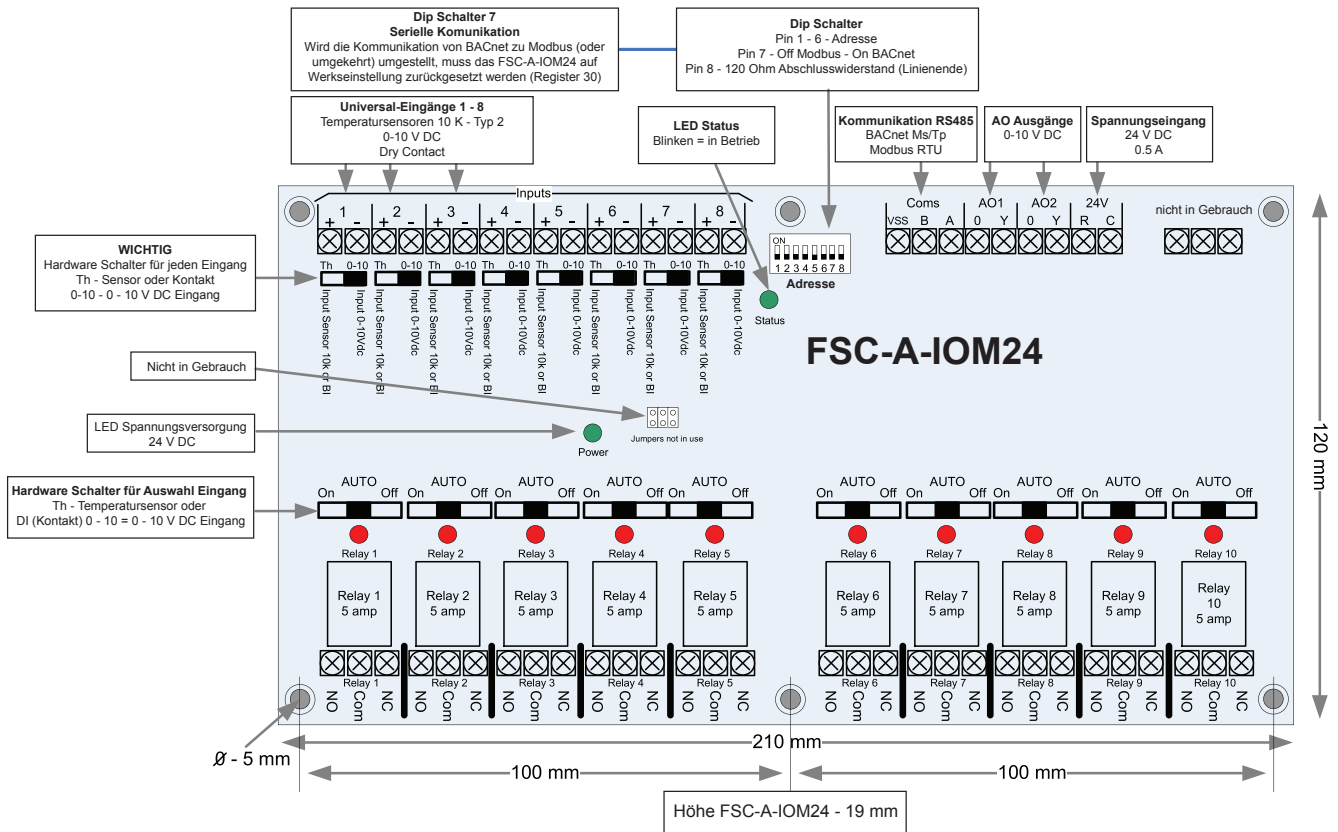 Dip Schalter 7
Serielle Komunikation
Wird die Kommunikation von BACnet zu Modbus (oder
umgekehrt) umgestellt, muss das FSC-A-IOM24 auf
Werkseinstellung zurückgesetzt werden (Register 30)
Dip Schalter
Pin 1 - 6 - Adresse
Pin 7 - Off Modbus - On BACnet
Pin 8 - 120 Ohm Abschlusswiderstand (Linienende)
Universal-Eingänge 1 - 8
Temperatursensoren 10 K - Typ 2
0-10 V DC
Dry Contact
LED Status
Blinken = in Betrieb
Kommunikation RS485
BACnet Ms/Tp
Modbus RTU
AO Ausgänge
0-10 V DC
Spannungseingang
24 V DC
0.5 A
Inputs
1 2 3 4 5 6 7 8
+ - + - + - + - + - + - + - + -
Coms AO1 AO2 24V
VSS B A 0 Y 0 Y R C
nicht in Gebrauch
WICHTIG
Hardware Schalter für jeden Eingang
Th - Sensor oder Kontakt
0-10 - 0 - 10 V DC Eingang
Th 0-10 Th 0-10 Th 0-10 Th 0-10 Th 0-10 Th 0-10 Th 0-10 Th 0-10
Input Sensor 10k or BI
Input 0-10Vdc
Input Sensor 10k or BI
Input 0-10Vdc
Input Sensor 10k or BI
Input 0-10Vdc
Input Sensor 10k or BI
Input 0-10Vdc
Input Sensor 10k or BI
Input 0-10Vdc
Input Sensor 10k or BI
Input 0-10Vdc
Input Sensor 10k or BI
Input 0-10Vdc
Input Sensor 10k or BI
Input 0-10Vdc
ON
1 2 3 4 5 6 7 8
Adresse
Status
FSC-A-IOM24
Nicht in Gebrauch
LED Spannungsversorgung
24 V DC
Power
Jumpers not in use
120 mm
Hardware Schalter für Auswahl Eingang
Th - Temperatursensor oder
DI (Kontakt) 0 - 10 = 0 - 10 V DC Eingang
AUTO AUTO AUTO AUTO AUTO AUTO AUTO AUTO AUTO AUTO
On Off On Off On Off On Off On Off On Off On Off On Off On Off On Off
Relay 1 Relay 2 Relay 3 Relay 4 Relay 5 Relay 6 Relay 7 Relay 8 Relay 9 Relay 10
Relay 1
5 amp
Relay 2
5 amp
Relay 3
5 amp
Relay 4
5 amp
Relay 5
5 amp
Relay 6
5 amp
Relay 7
5 amp
Relay 8
5 amp
Relay 9
5 amp
Relay
10
5 amp
Relay 1 Relay 2 Relay 3 Relay 4 Relay 5 Relay 6 Relay 7 Relay 8 Relay 9 Relay 10
NO Com NC NO Com NC NO Com NC NO Com NC NO Com NC NO Com NC NO Com NC NO Com NC NO Com NC NO Com NC
Ø - 5 mm
210 mm
100 mm
100 mm
Höhe FSC-A-IOM24 - 19 mm